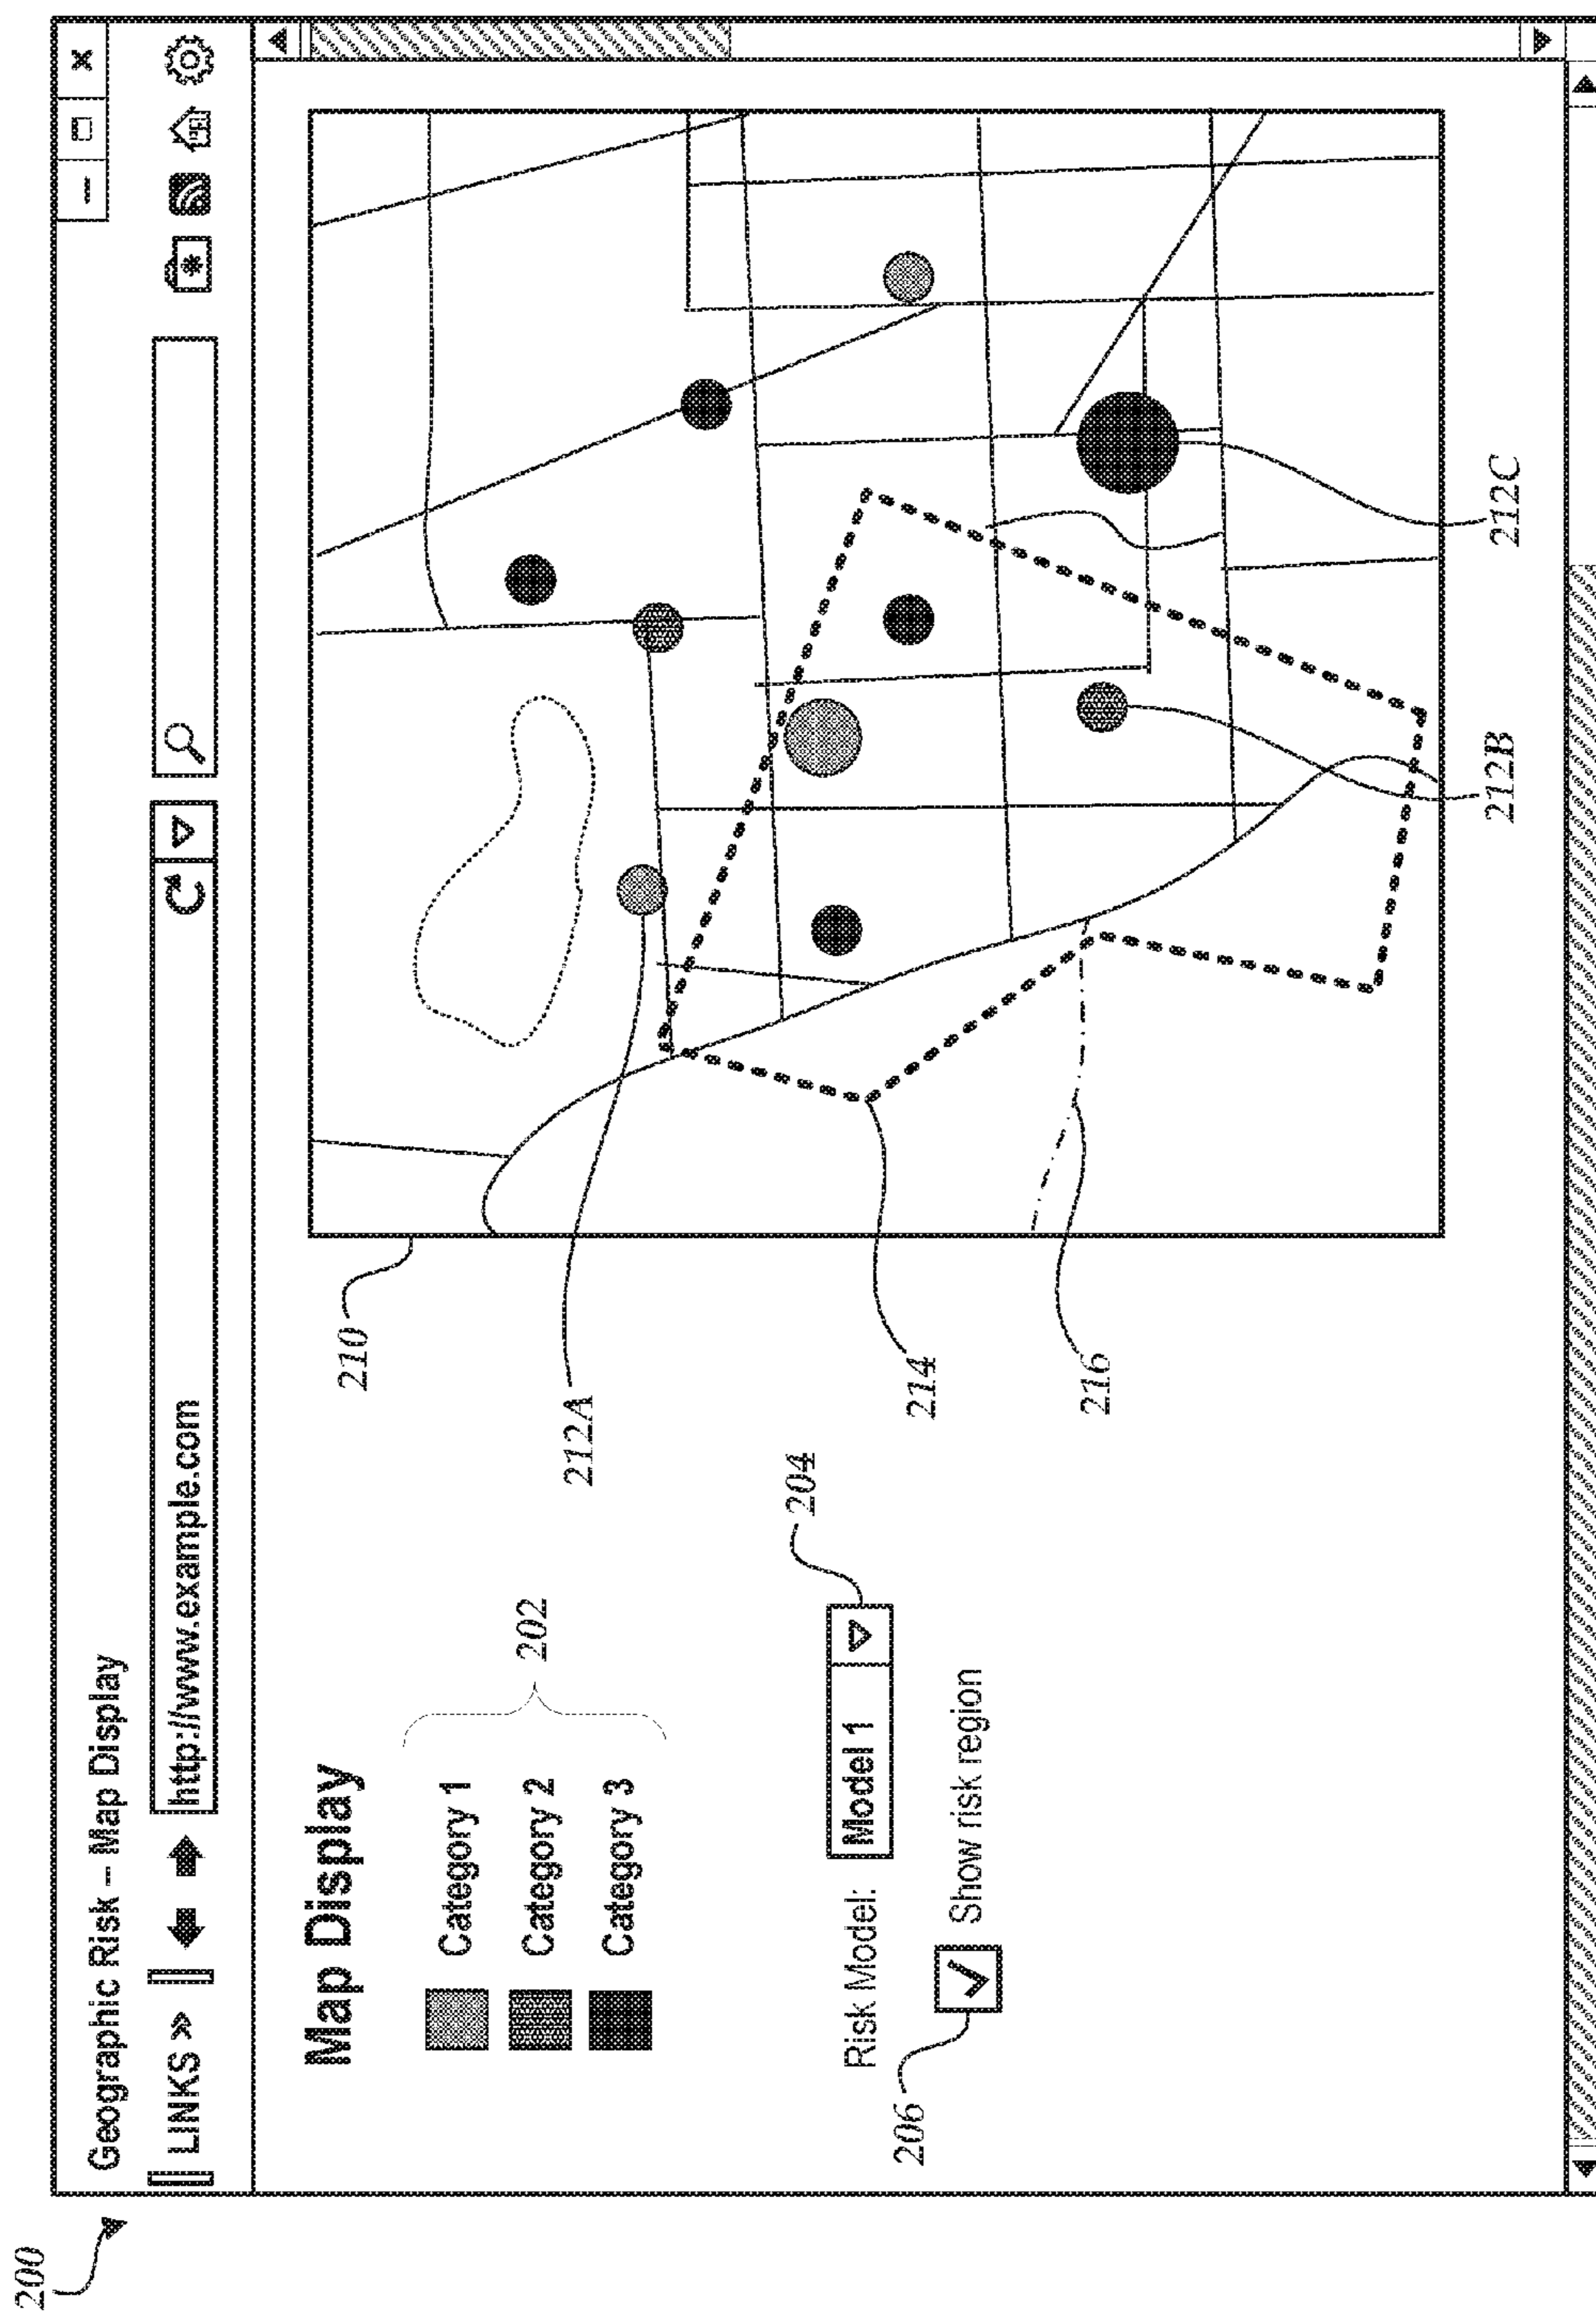 200
Geographic Risk – Map Display
LINKS »
http://www.example.com
Map Display
Category 1
Category 2
Category 3
202
Risk Model:
Model 1
204
206
Show risk region
210
212A
214
216
212B
212C